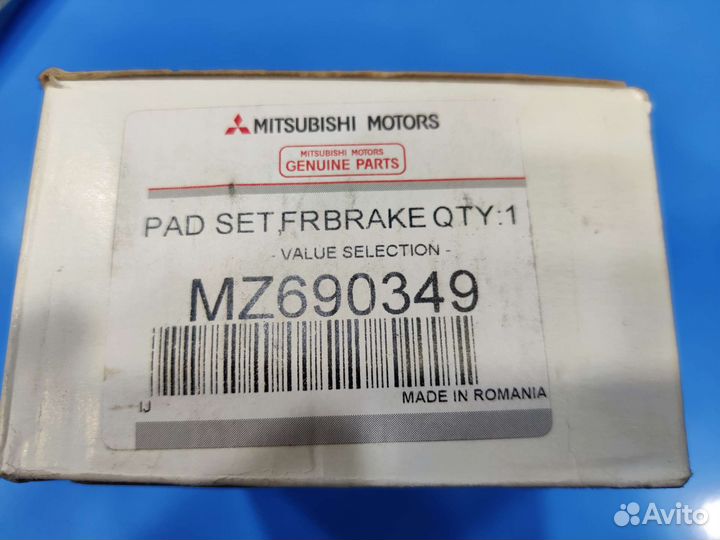 MITSUBISHI MOTORS
MITSUBISHI MOTORS
GENUINE PARTS
PAD SET,FRBRAKE QTY:1
- VALUE SELECTION -
MZ690349
IJ
MADE IN ROMANIA
Avito